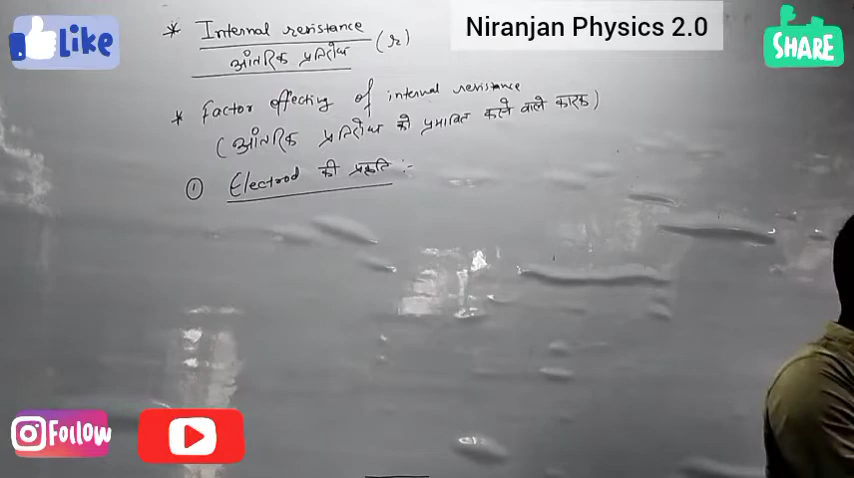 Like
* Internal resistance
आंतरिक प्रतिरोध (r)
Niranjan Physics 2.0
SHARE
* Factor effecting of internal resistance
(आंतरिक प्रतिरोध को प्रभावित करने वाले कारक)
① Electrod की प्रकृति :-
Follow